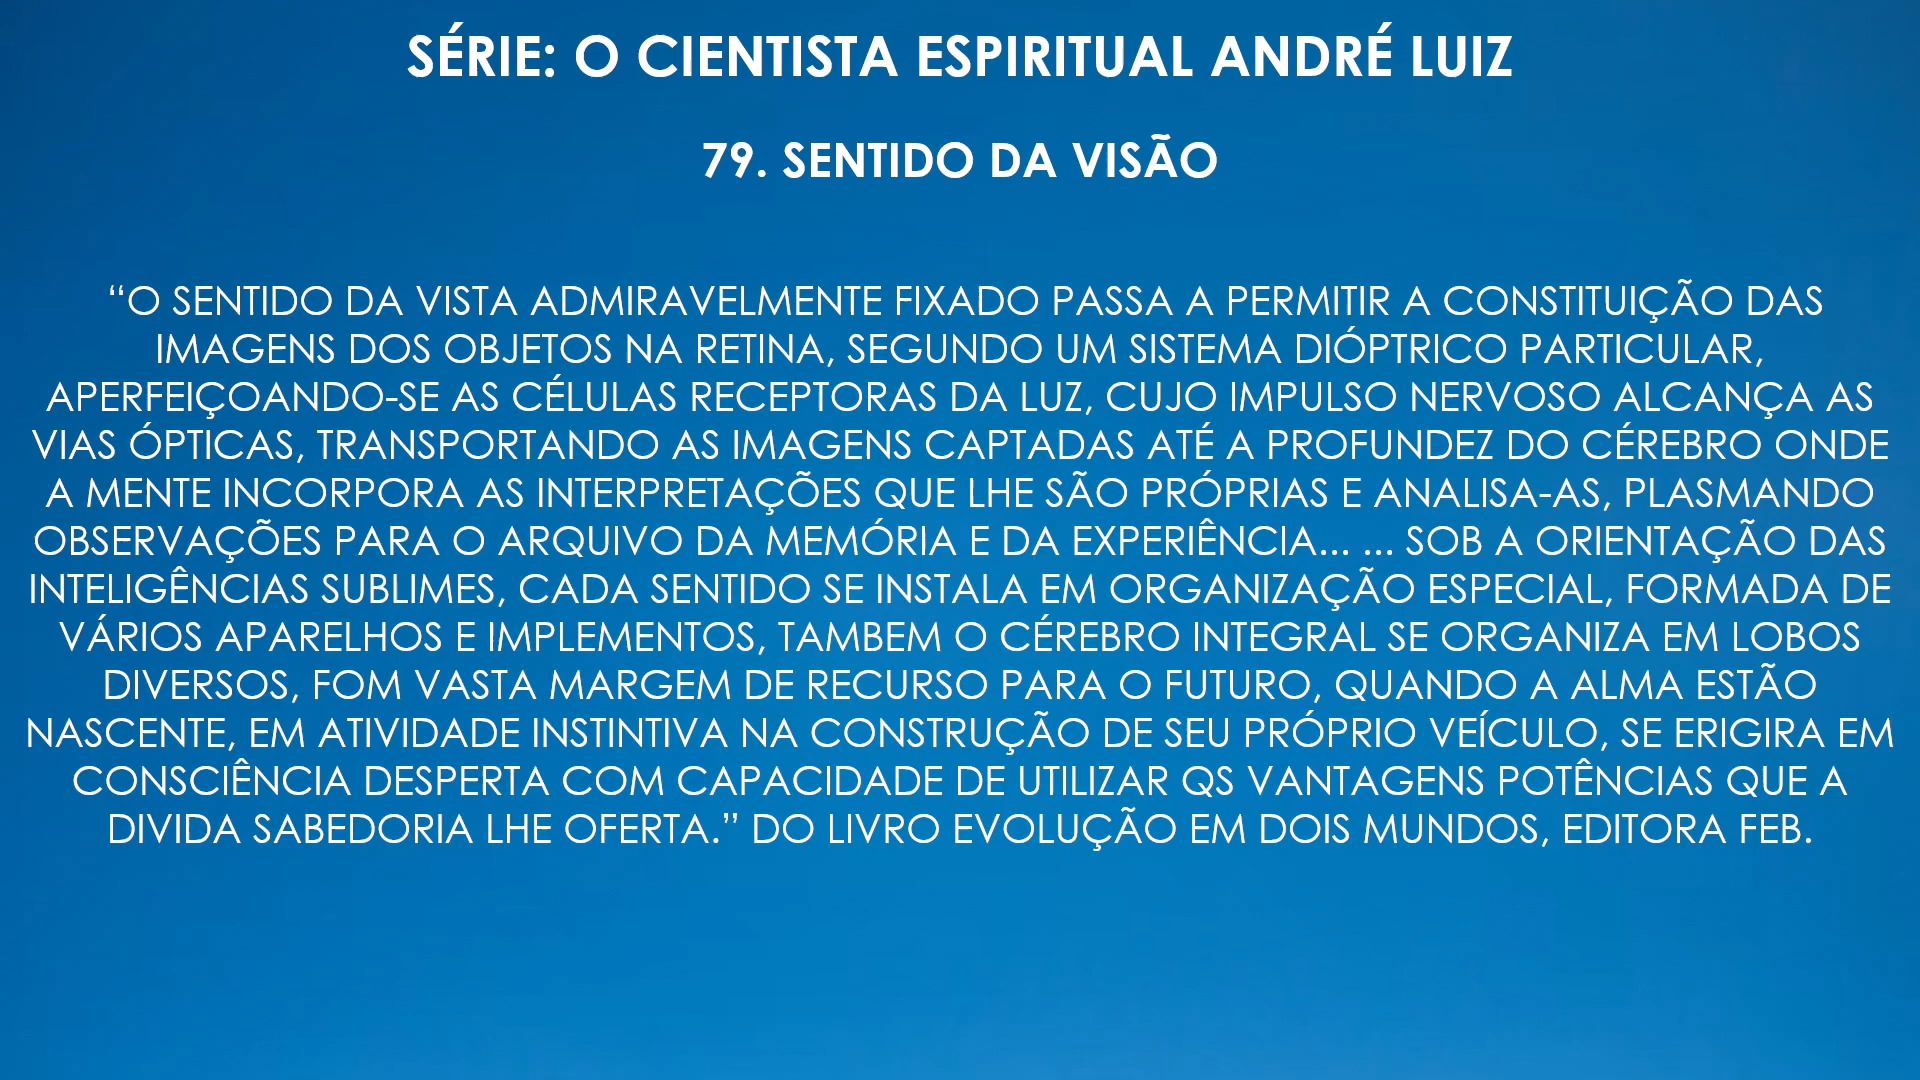 SÉRIE: O CIENTISTA ESPIRITUAL ANDRÉ LUIZ
79. SENTIDO DA VISÃO
“O SENTIDO DA VISTA ADMIRAVELMENTE FIXADO PASSA A PERMITIR A CONSTITUIÇÃO DAS
IMAGENS DOS OBJETOS NA RETINA, SEGUNDO UM SISTEMA DIÓPTRICO PARTICULAR,
APERFEIÇOANDO-SE AS CÉLULAS RECEPTORAS DA LUZ, CUJO IMPULSO NERVOSO ALCANÇA AS
VIAS ÓPTICAS, TRANSPORTANDO AS IMAGENS CAPTADAS ATÉ A PROFUNDEZ DO CÉREBRO ONDE
A MENTE INCORPORA AS INTERPRETAÇÕES QUE LHE SÃO PRÓPRIAS E ANALISA-AS, PLASMANDO
OBSERVAÇÕES PARA O ARQUIVO DA MEMÓRIA E DA EXPERIÊNCIA... ... SOB A ORIENTAÇÃO DAS
INTELIGÊNCIAS SUBLIMES, CADA SENTIDO SE INSTALA EM ORGANIZAÇÃO ESPECIAL, FORMADA DE
VÁRIOS APARELHOS E IMPLEMENTOS, TAMBEM O CÉREBRO INTEGRAL SE ORGANIZA EM LOBOS
DIVERSOS, FOM VASTA MARGEM DE RECURSO PARA O FUTURO, QUANDO A ALMA ESTÃO
NASCENTE, EM ATIVIDADE INSTINTIVA NA CONSTRUÇÃO DE SEU PRÓPRIO VEÍCULO, SE ERIGIRA EM
CONSCIÊNCIA DESPERTA COM CAPACIDADE DE UTILIZAR QS VANTAGENS POTÊNCIAS QUE A
DIVIDA SABEDORIA LHE OFERTA.” DO LIVRO EVOLUÇÃO EM DOIS MUNDOS, EDITORA FEB.